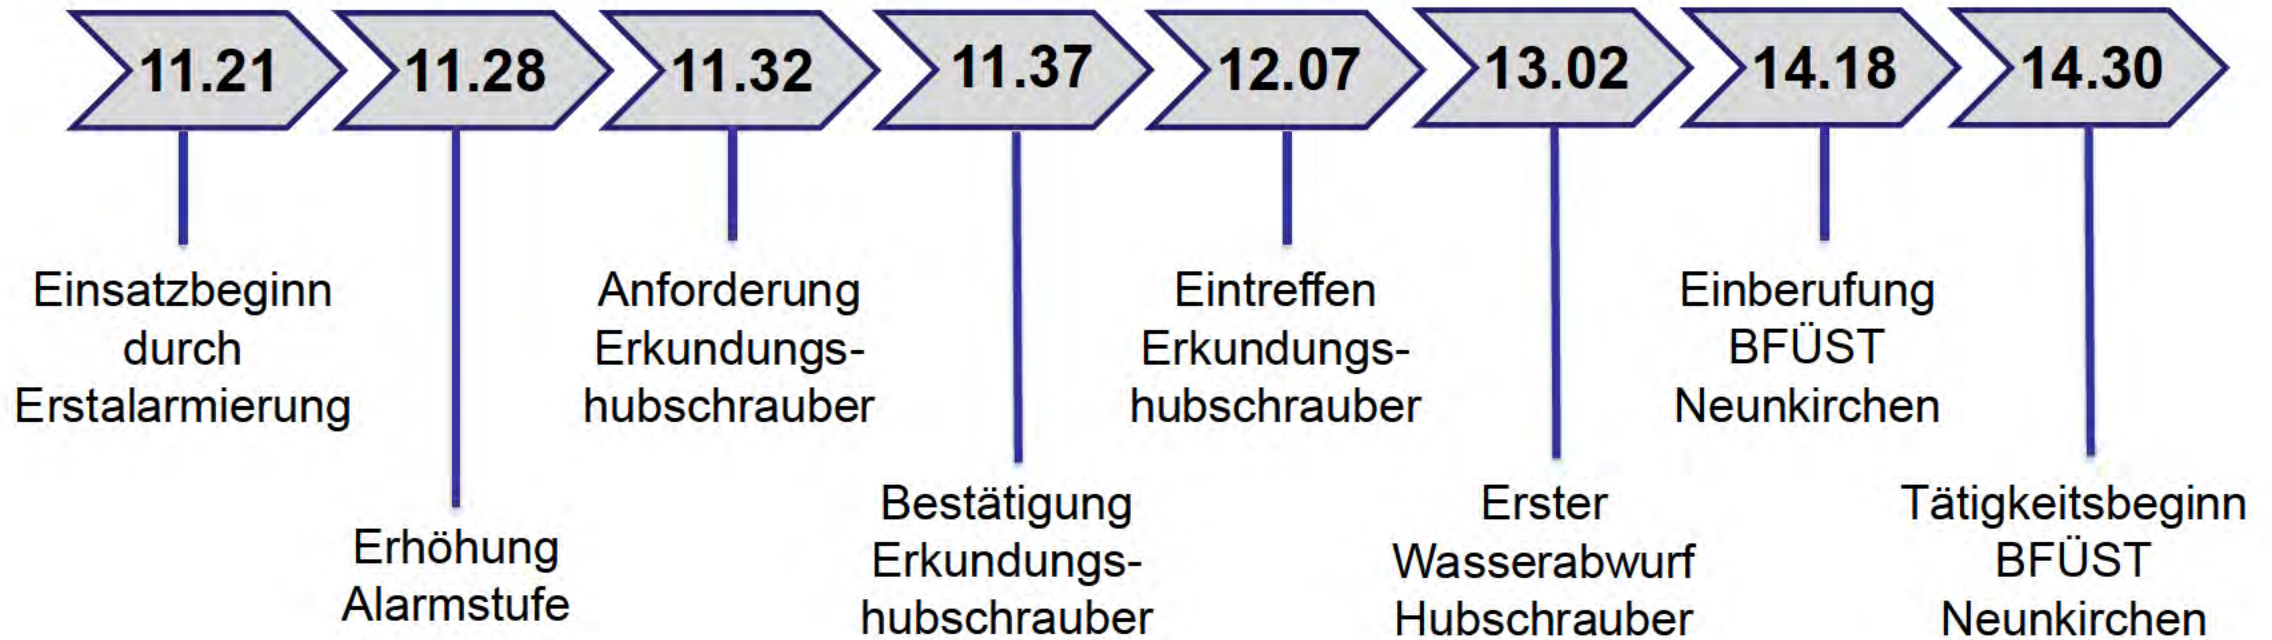 11.21
11.28
11.32
11.37
12.07
13.02
14.18
14.30
Einsatzbeginn
durch
Erstalarmierung
Erhöhung
Alarmstufe
Anforderung
Erkundungs-
hubschrauber
Bestätigung
Erkundungs-
hubschrauber
Eintreffen
Erkundungs-
hubschrauber
Erster
Wasserabwurf
Hubschrauber
Einberufung
BFÜST
Neunkirchen
Tätigkeitsbeginn
BFÜST
Neunkirchen